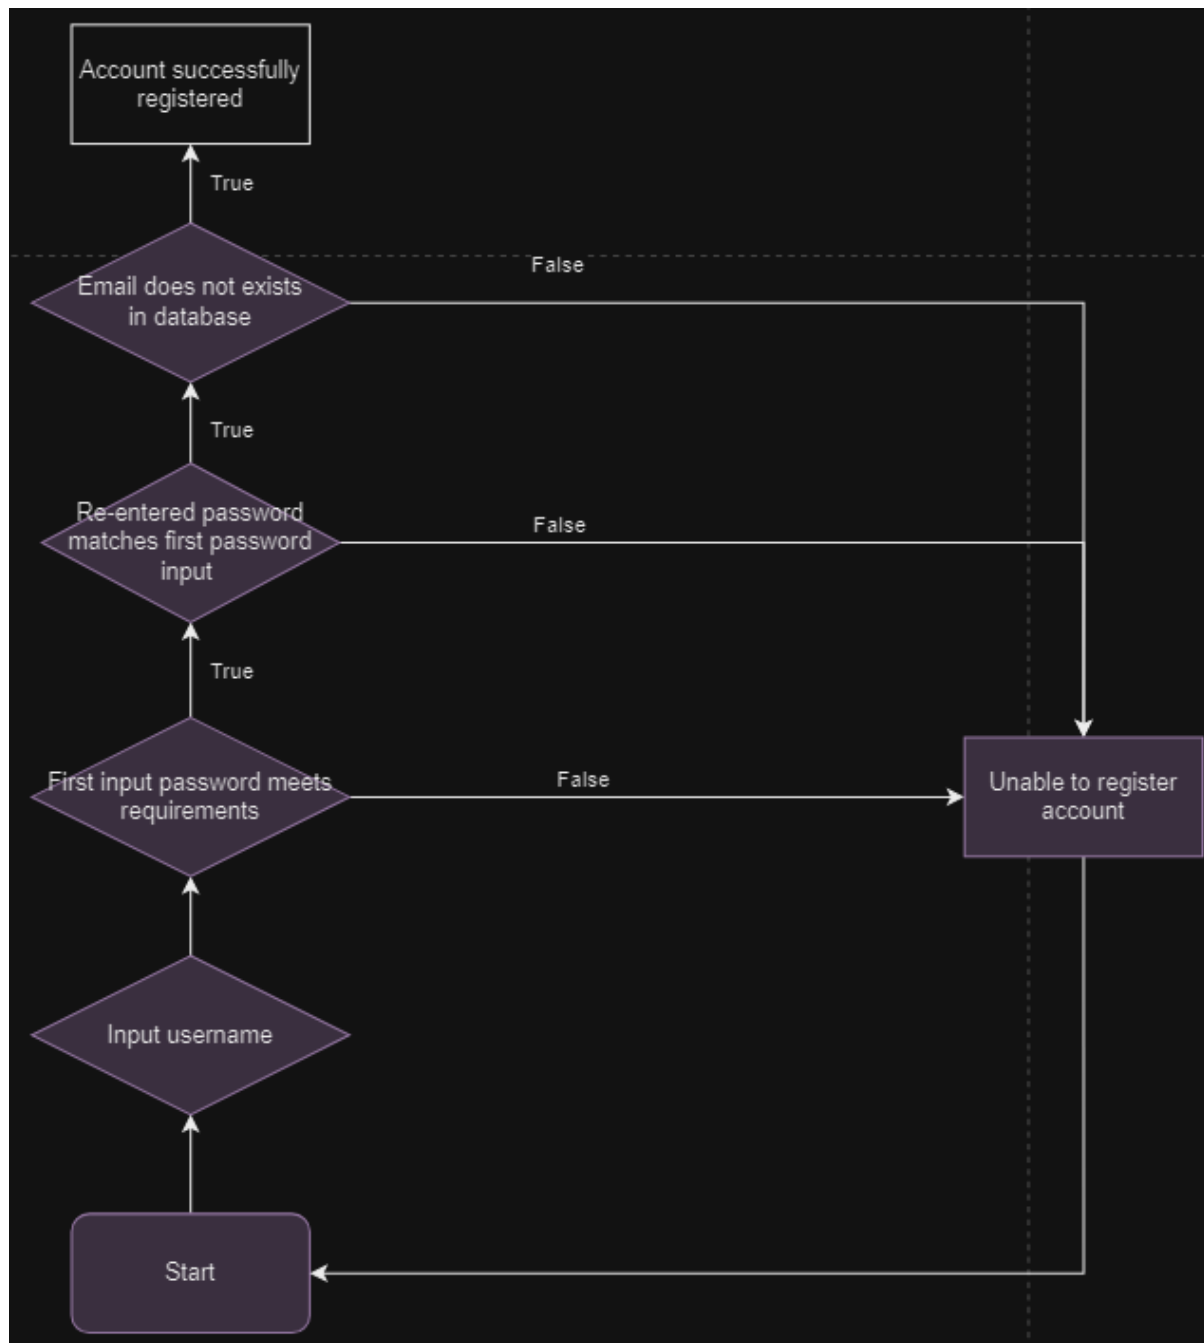 Account successfully
registered
True
False
Email does not exists
in database
True
Re-entered password
matches first password
input
False
True
First input password meets
requirements
False
Unable to register
account
Input username
Start